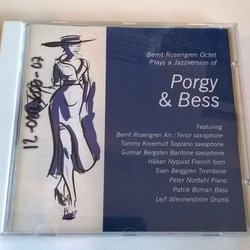 Bernt Rosengren Octet
Plays a Jazzversion of
Porgy
& Bess
Featuring
Bernt Rosengren Arr./Tenor saxophone
Tommy Koverhult Soprano saxophone
Gunnar Bergsten Baritone saxophone
Håkan Nyquist French horn
Sven Berggren Trombone
Peter Nordahl Piano
Patrik Boman Bass
Leif Wennerström Drums